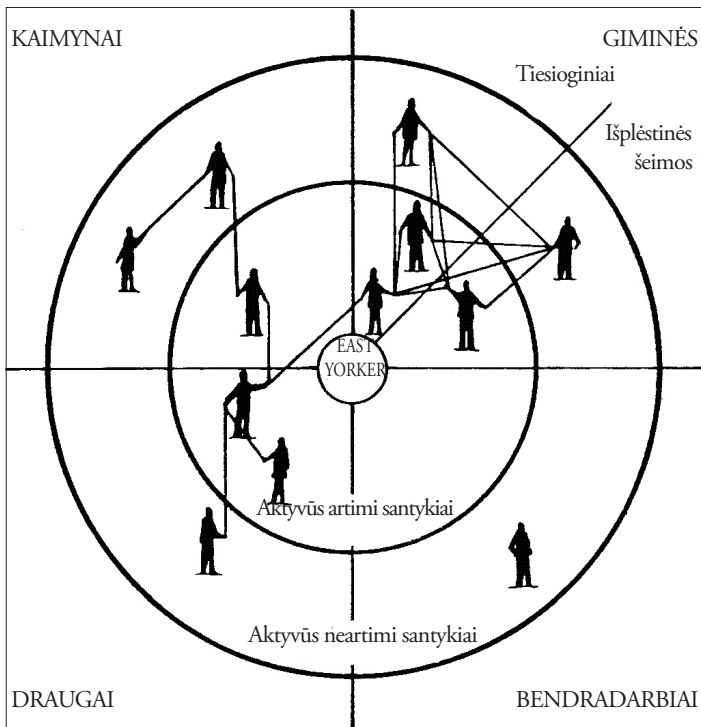 KAIMYNAI
GIMINĖS
Tiesioginiai
Išplėstinės
šeimos
EAST
YORKER
Aktyvūs artimi santykiai
Aktyvūs neartimi santykiai
DRAUGAI
BENDRADARBIAI